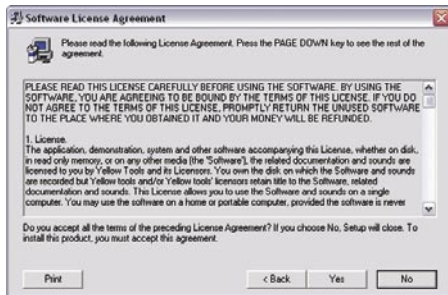 Software License Agreement
Please read the following License Agreement. Press the PAGE DOWN key to see the rest of the
agreement.
PLEASE READ THIS LICENSE CAREFULLY BEFORE USING THE SOFTWARE. BY USING THE
SOFTWARE, YOU ARE AGREEING TO BE BOUND BY THE TERMS OF THIS LICENSE. IF YOU DO
NOT AGREE TO THE TERMS OF THIS LICENSE, PROMPTLY RETURN THE UNUSED SOFTWARE
TO THE PLACE WHERE YOU OBTAINED IT AND YOUR MONEY WILL BE REFUNDED.
1. License.
The application, demonstration, system and other software accompanying this License, whether on disk,
in read only memory, or on any other media (the 'Software'), the related documentation and sounds are
licensed to you by Yellow Tools and its Licensors. You own the disk on which the Software and sounds
are recorded but Yellow tools and/or Yellow tools' licensors retain title to the Software, related
documentation and sounds. This License allows you to use the Software and sounds on a single
computer. You may use the software on a home or portable computer, provided the software is never
Do you accept all the terms of the preceding License Agreement? If you choose No, Setup will close. To
install this product, you must accept this agreement.
Print
< Back
Yes
No